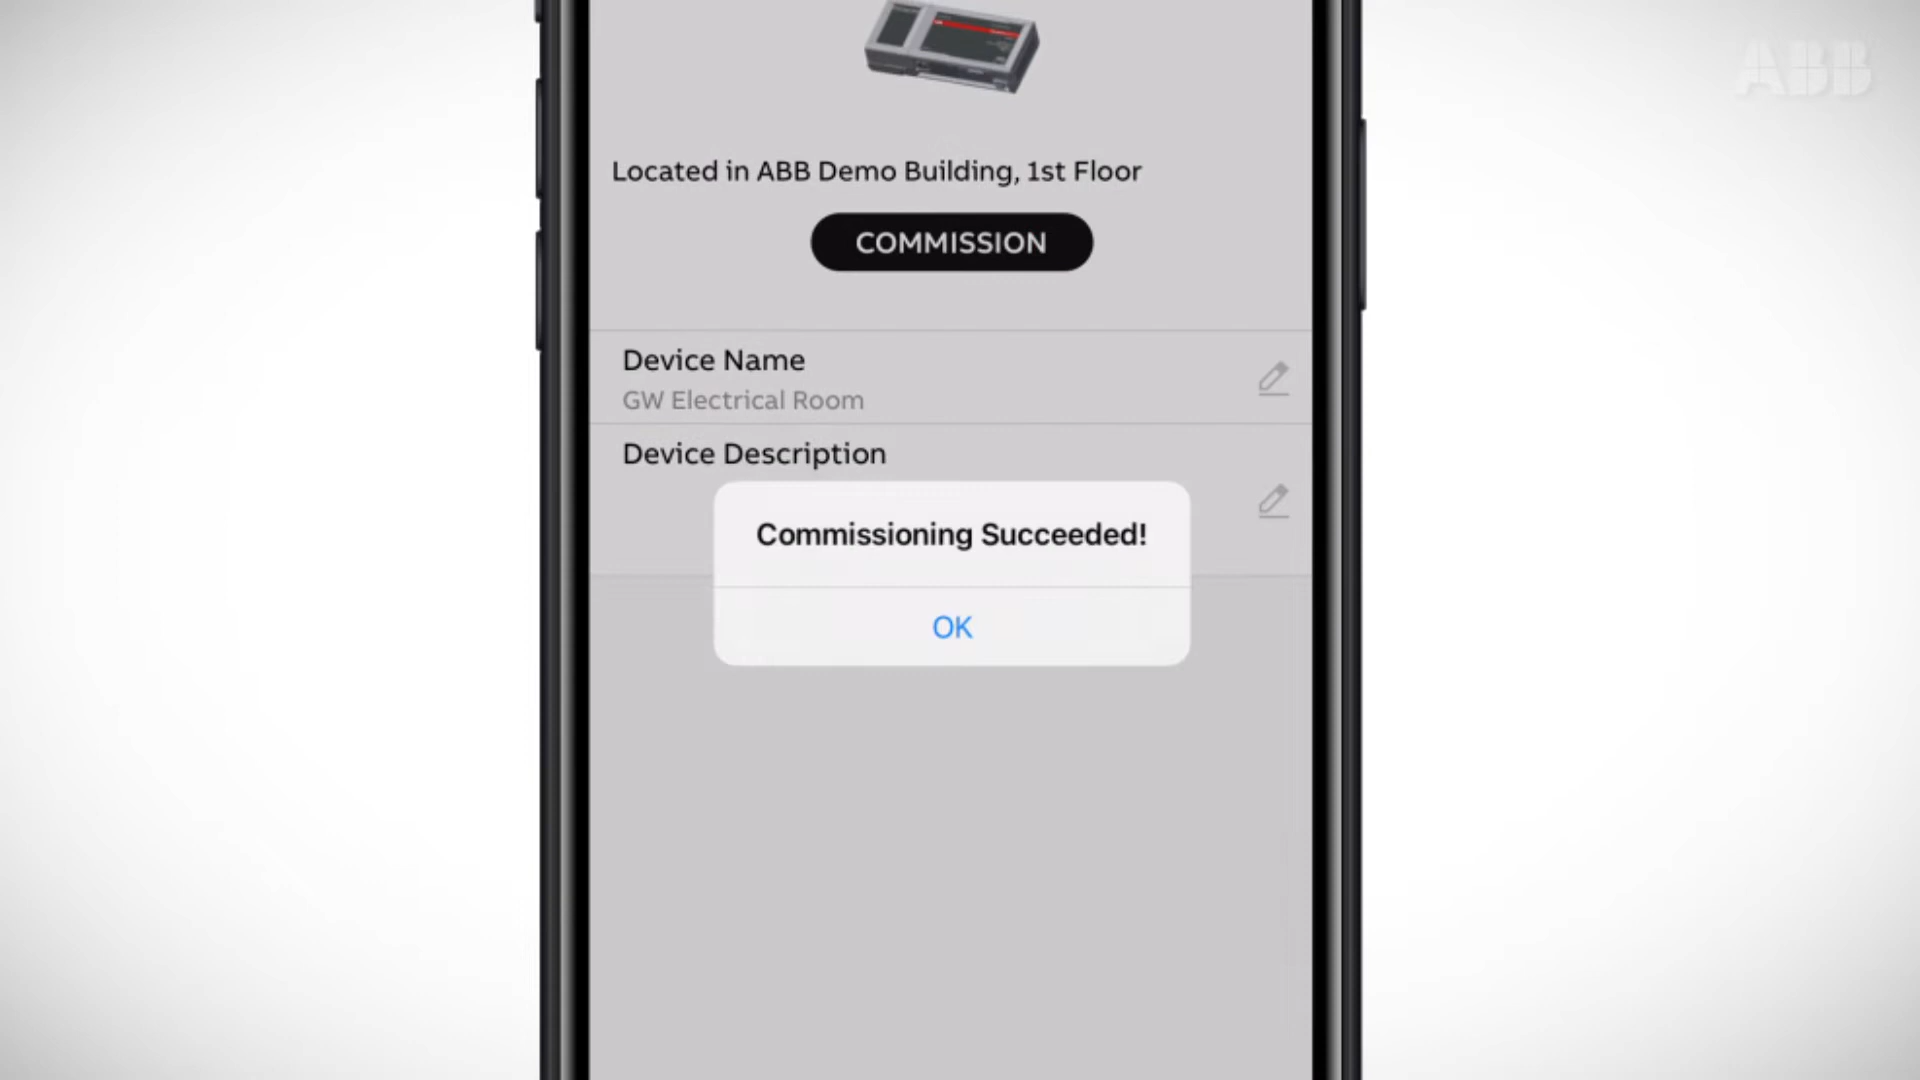 ABB
Located in ABB Demo Building, 1st Floor
COMMISSION
Device Name
GW Electrical Room
Device Description
Commissioning Succeeded!
OK